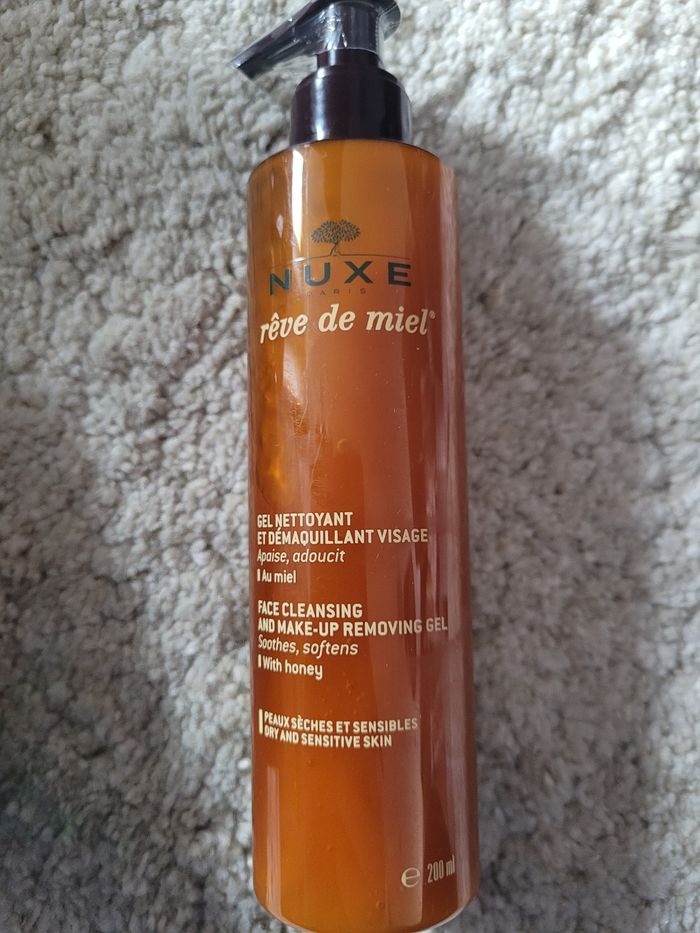 NUXE
PARIS
rêve de miel®
GEL NETTOYANT
ET DÉMAQUILLANT VISAGE
Apaise, adoucit
Au miel
FACE CLEANSING
AND MAKE-UP REMOVING GEL
Soothes, softens
With honey
PEAUX SÈCHES ET SENSIBLES
DRY AND SENSITIVE SKIN
℮ 200 ml